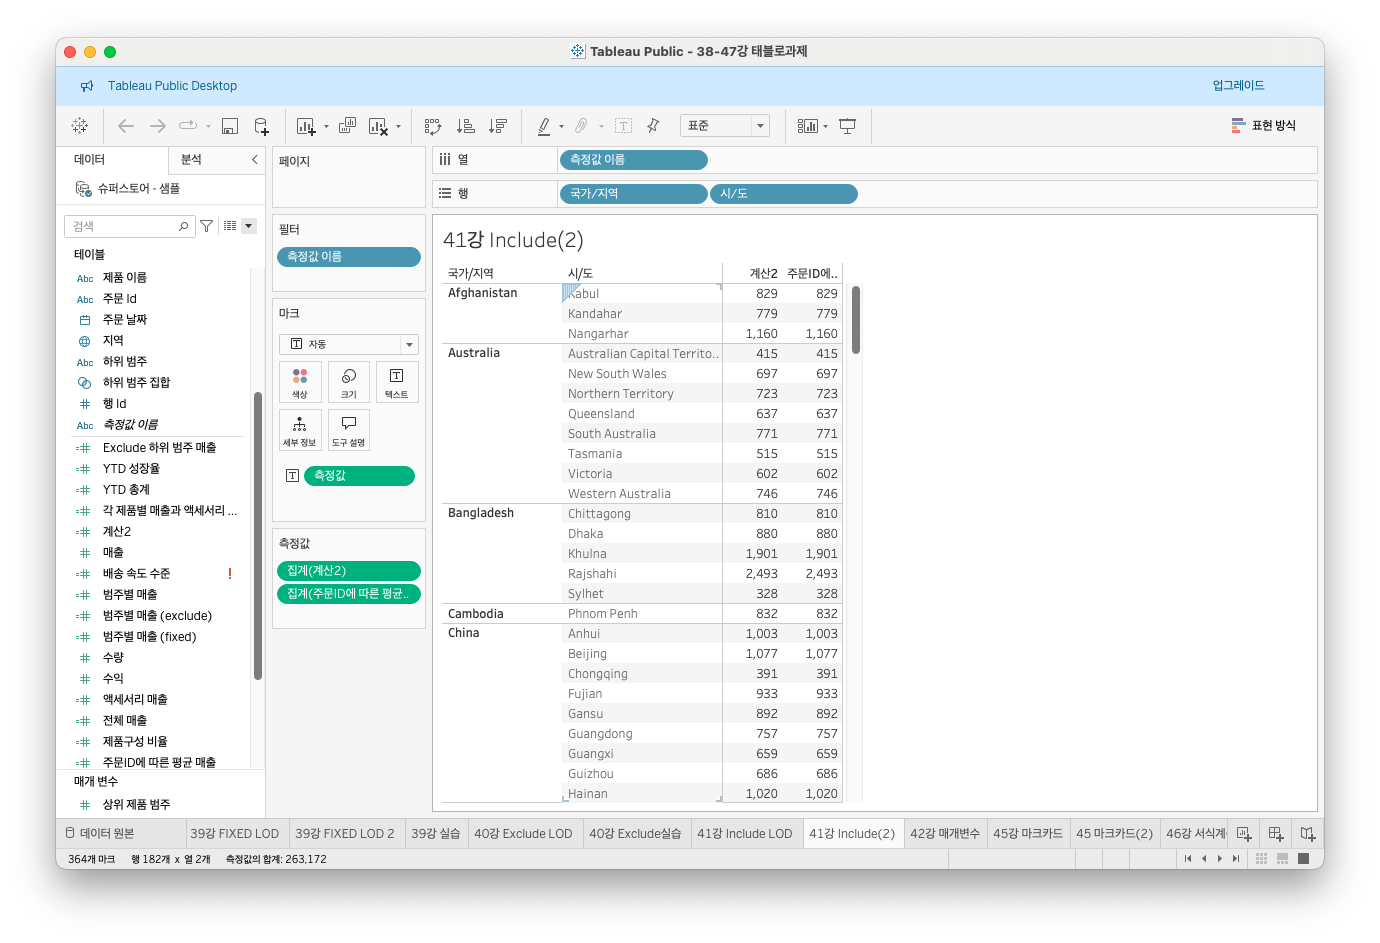 Tableau Public - 38-47강 태블로과제
Tableau Public Desktop
업그레이드
표준
표현 방식
데이터
분석
슈퍼스토어 - 샘플
검색
테이블
Abc 제품 이름
Abc 주문 Id
주문 날짜
지역
Abc 하위 범주
하위 범주 집합
행 Id
Abc 측정값 이름
Exclude 하위 범주 매출
YTD 성장율
YTD 총계
각 제품별 매출과 액세서리 ...
계산2
매출
배송 속도 수준 !
범주별 매출
범주별 매출 (exclude)
범주별 매출 (fixed)
수량
수익
액세서리 매출
전체 매출
제품구성 비율
주문ID에 따른 평균 매출
매개 변수
상위 제품 범주
페이지
필터
측정값 이름
마크
자동
색상
크기
텍스트
세부 정보
도구 설명
측정값
측정값
집계(계산2)
집계(주문ID에 따른 평균..
열
측정값 이름
행
국가/지역
시/도
41강 Include(2)
국가/지역 시/도 계산2 주문ID에..
Afghanistan Kabul 829 829
Kandahar 779 779
Nangarhar 1,160 1,160
Australia Australian Capital Territo.. 415 415
New South Wales 697 697
Northern Territory 723 723
Queensland 637 637
South Australia 771 771
Tasmania 515 515
Victoria 602 602
Western Australia 746 746
Bangladesh Chittagong 810 810
Dhaka 880 880
Khulna 1,901 1,901
Rajshahi 2,493 2,493
Sylhet 328 328
Cambodia Phnom Penh 832 832
China Anhui 1,003 1,003
Beijing 1,077 1,077
Chongqing 391 391
Fujian 933 933
Gansu 892 892
Guangdong 757 757
Guangxi 659 659
Guizhou 686 686
Hainan 1,020 1,020
데이터 원본
39강 FIXED LOD
39강 FIXED LOD 2
39강 실습
40강 Exclude LOD
40강 Exclude실습
41강 Include LOD
41강 Include(2)
42강 매개변수
45강 마크카드
45 마크카드(2)
46강 서식계
364개 마크 행 182개 x 열 2개 측정값의 합계: 263,172